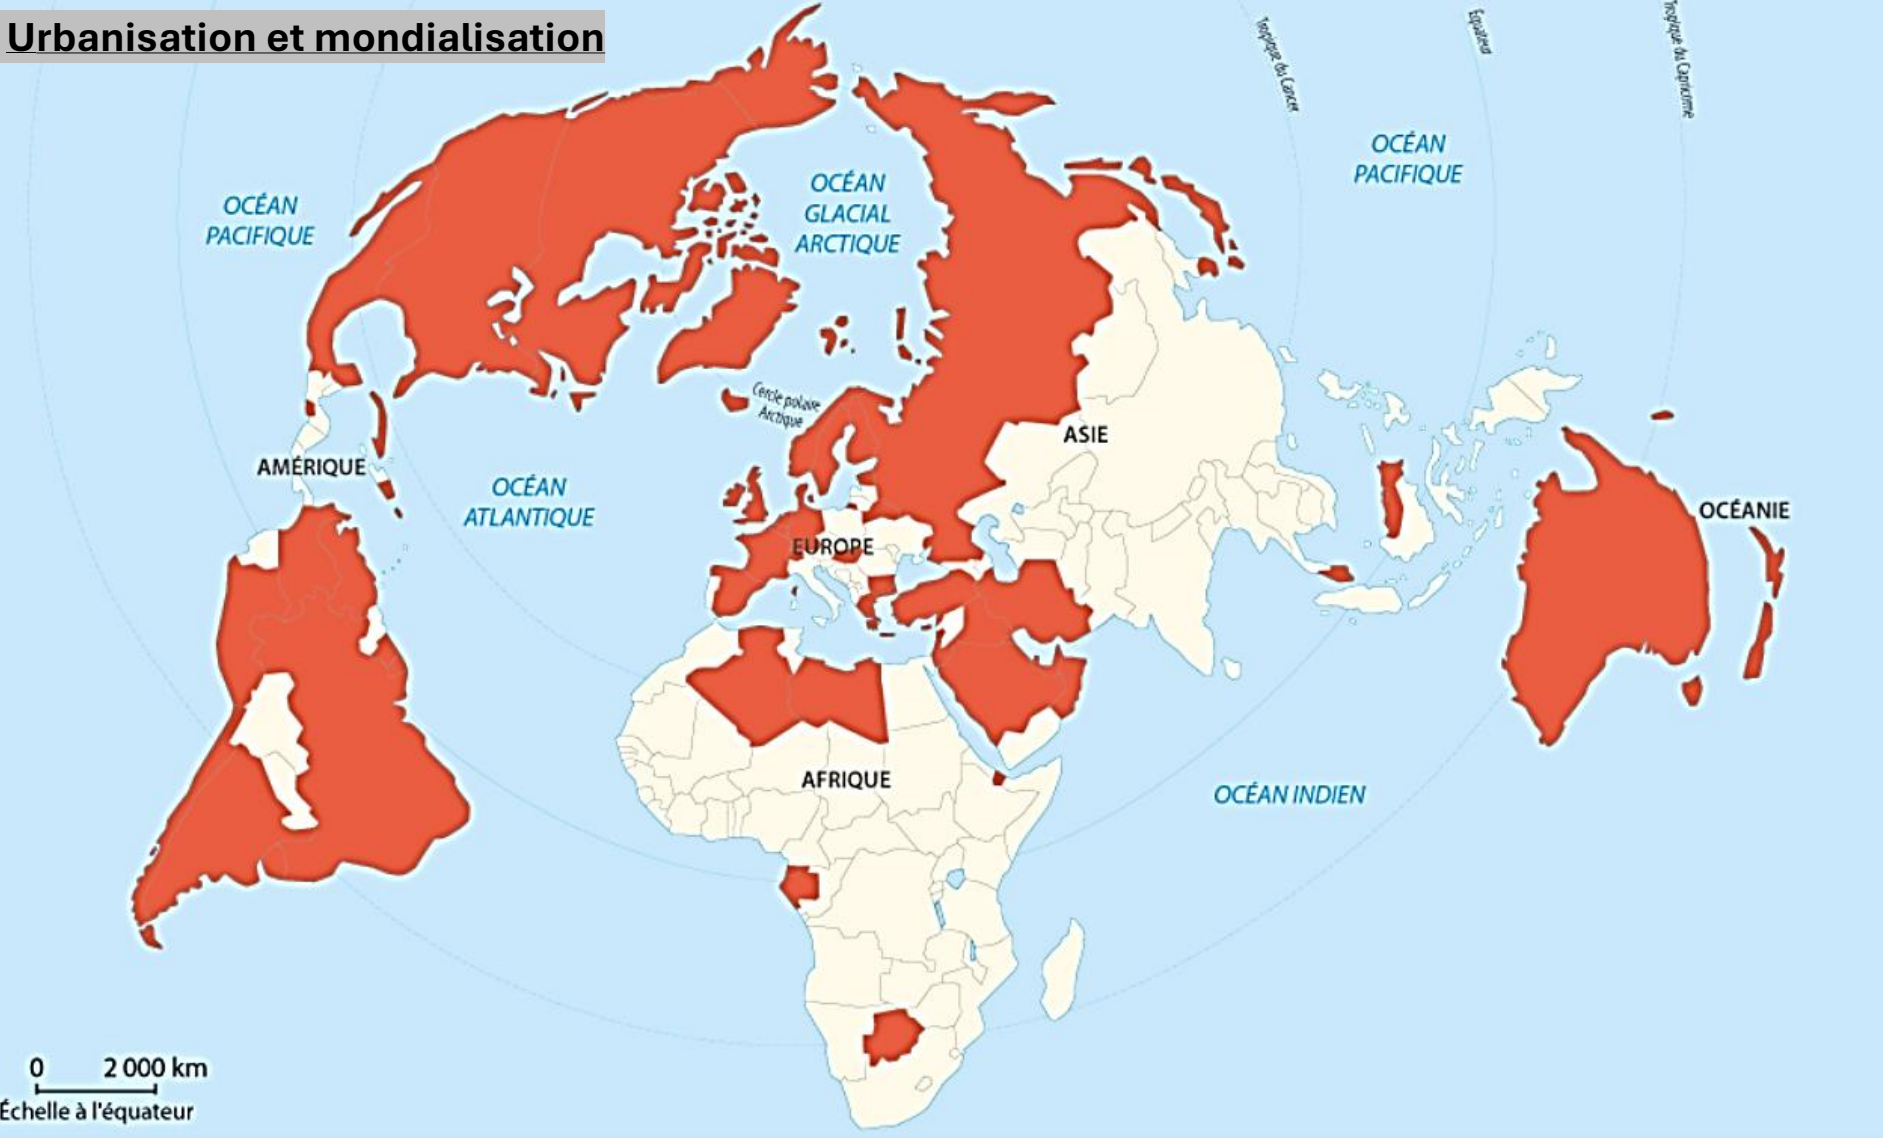 Urbanisation et mondialisation
Tropique du Cancer
Équateur
Tropique du Capricorne
OCÉAN
PACIFIQUE
OCÉAN
GLACIAL
ARCTIQUE
OCÉAN
PACIFIQUE
Cercle polaire
Arctique
ASIE
AMÉRIQUE
OCÉAN
ATLANTIQUE
OCÉANIE
EUROPE
AFRIQUE
OCÉAN INDIEN
0 2 000 km
Échelle à l'équateur